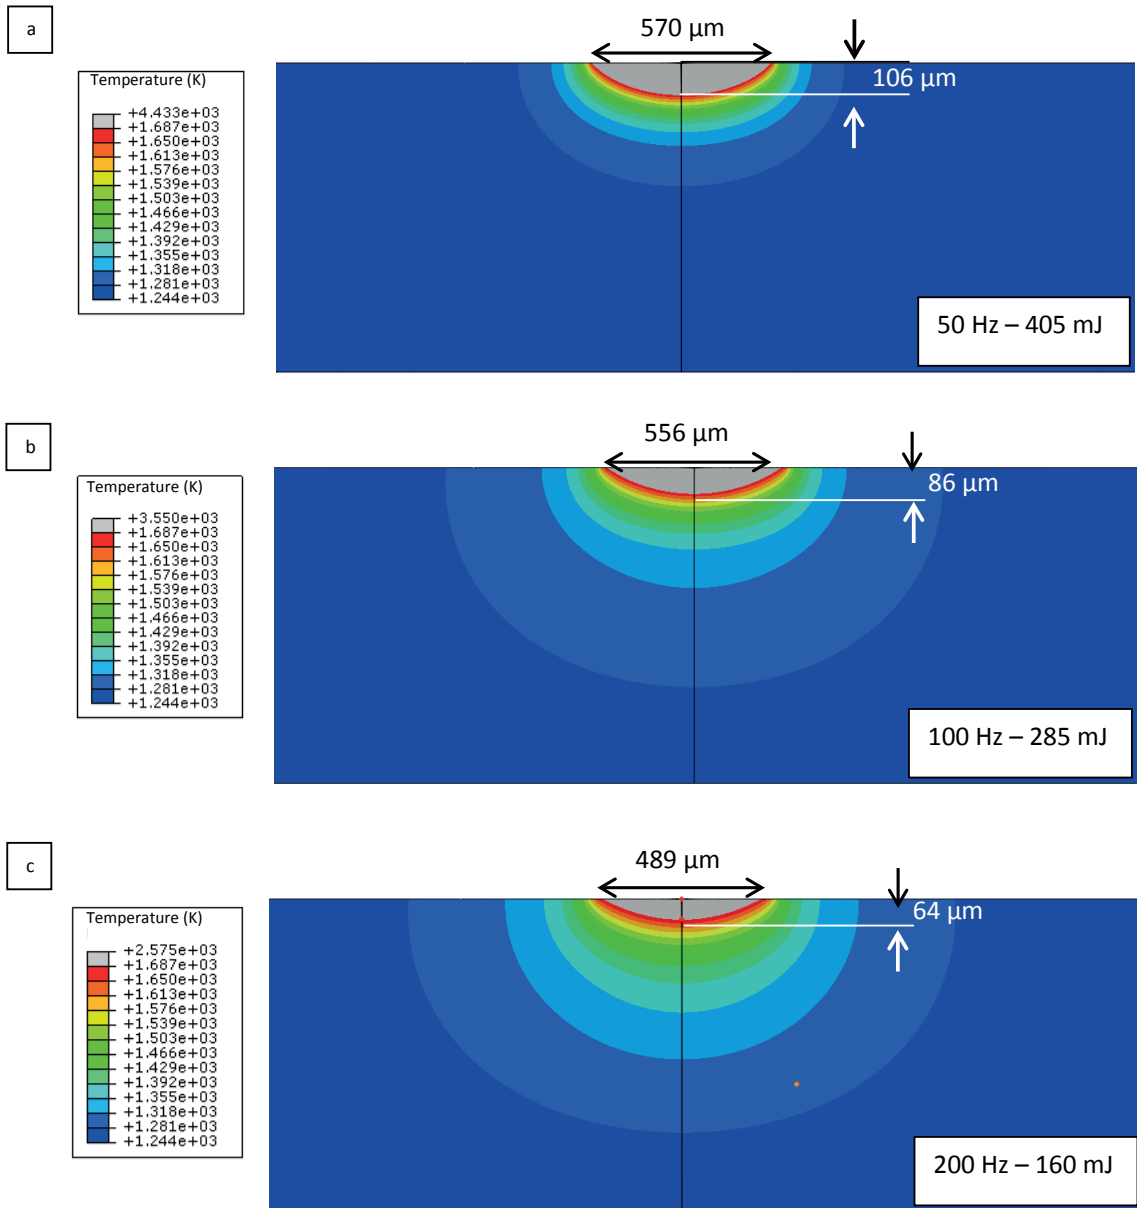 a
570 µm
106 µm
Temperature (K)
+4.433e+03
+1.687e+03
+1.650e+03
+1.613e+03
+1.576e+03
+1.539e+03
+1.503e+03
+1.466e+03
+1.429e+03
+1.392e+03
+1.355e+03
+1.318e+03
+1.281e+03
+1.244e+03
50 Hz – 405 mJ
b
556 µm
86 µm
Temperature (K)
+3.550e+03
+1.687e+03
+1.650e+03
+1.613e+03
+1.576e+03
+1.539e+03
+1.503e+03
+1.466e+03
+1.429e+03
+1.392e+03
+1.355e+03
+1.318e+03
+1.281e+03
+1.244e+03
100 Hz – 285 mJ
c
489 µm
64 µm
Temperature (K)
+2.575e+03
+1.687e+03
+1.650e+03
+1.613e+03
+1.576e+03
+1.539e+03
+1.503e+03
+1.466e+03
+1.429e+03
+1.392e+03
+1.355e+03
+1.318e+03
+1.281e+03
+1.244e+03
200 Hz – 160 mJ